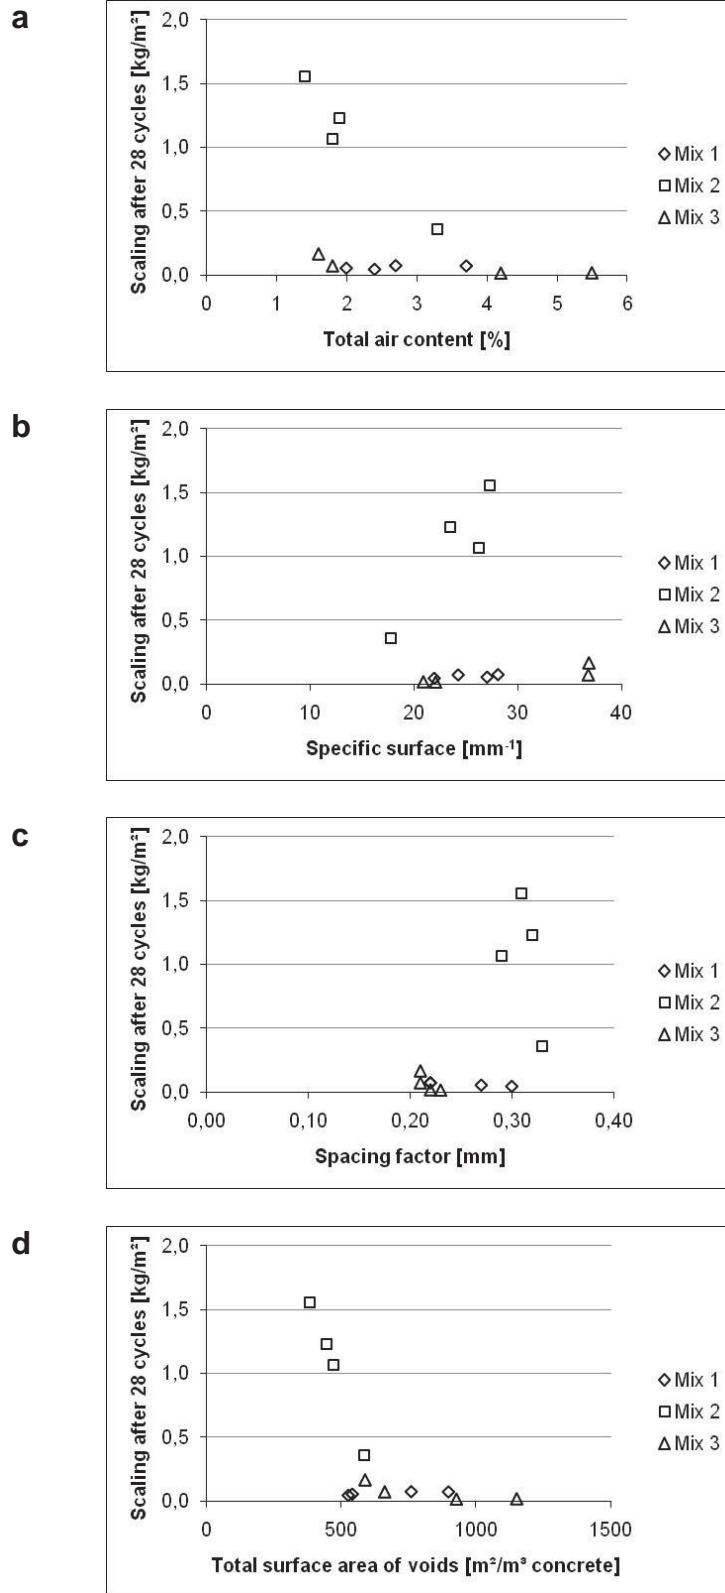 a
Scaling after 28 cycles [kg/m²]
2,0
1,5
1,0
0,5
0,0
0 1 2 3 4 5 6
Total air content [%]
Mix 1
Mix 2
Mix 3
b
Scaling after 28 cycles [kg/m²]
2,0
1,5
1,0
0,5
0,0
0 10 20 30 40
Specific surface [mm⁻¹]
Mix 1
Mix 2
Mix 3
c
Scaling after 28 cycles [kg/m²]
2,0
1,5
1,0
0,5
0,0
0,00 0,10 0,20 0,30 0,40
Spacing factor [mm]
Mix 1
Mix 2
Mix 3
d
Scaling after 28 cycles [kg/m²]
2,0
1,5
1,0
0,5
0,0
0 500 1000 1500
Total surface area of voids [m²/m³ concrete]
Mix 1
Mix 2
Mix 3